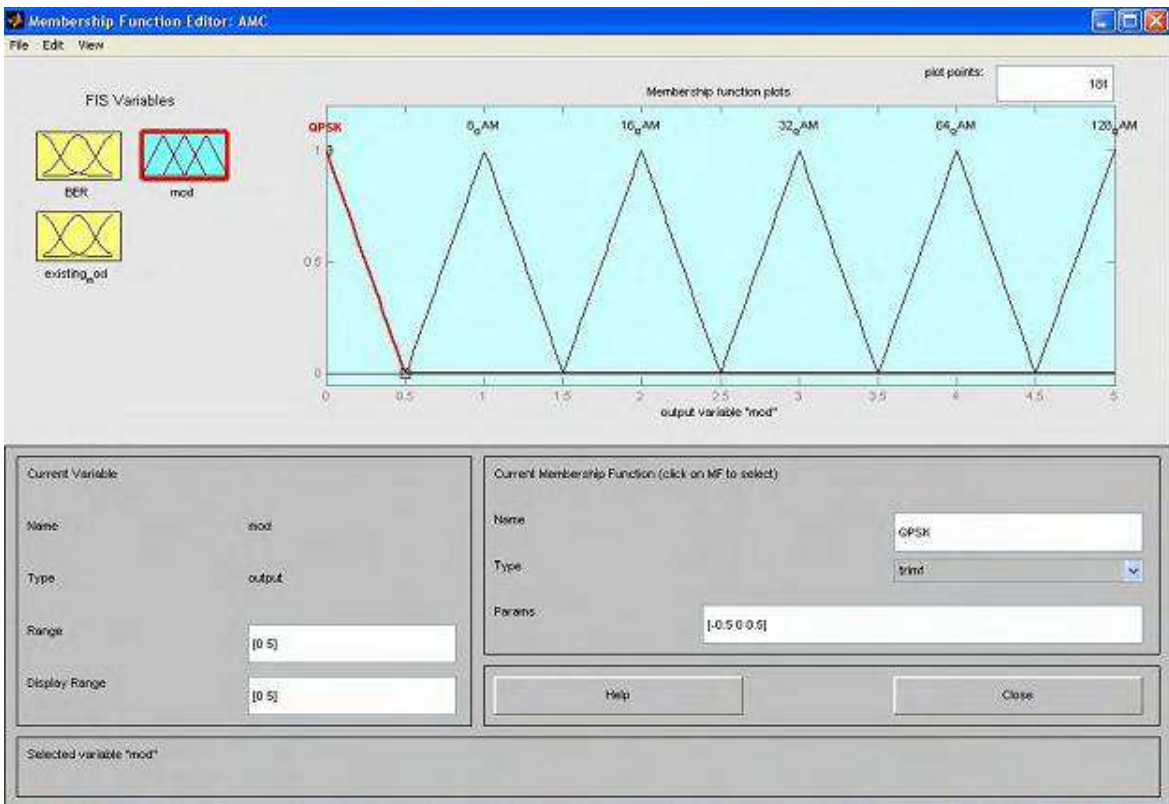 Membership Function Editor: AMC
File Edit View
FIS Variables
BER
mod
existing_mod
plot points:
181
Membership function plots
QPSK 8_QAM 16_QAM 32_QAM 64_QAM 128_QAM
1
0.5
0
0 0.5 1 1.5 2 2.5 3 3.5 4 4.5 5
output variable "mod"
Current Variable
Name mod
Type output
Range [0 5]
Display Range [0 5]
Current Membership Function (click on MF to select)
Name QPSK
Type trimf
Params [-0.5 0 0.5]
Help Close
Selected variable "mod"